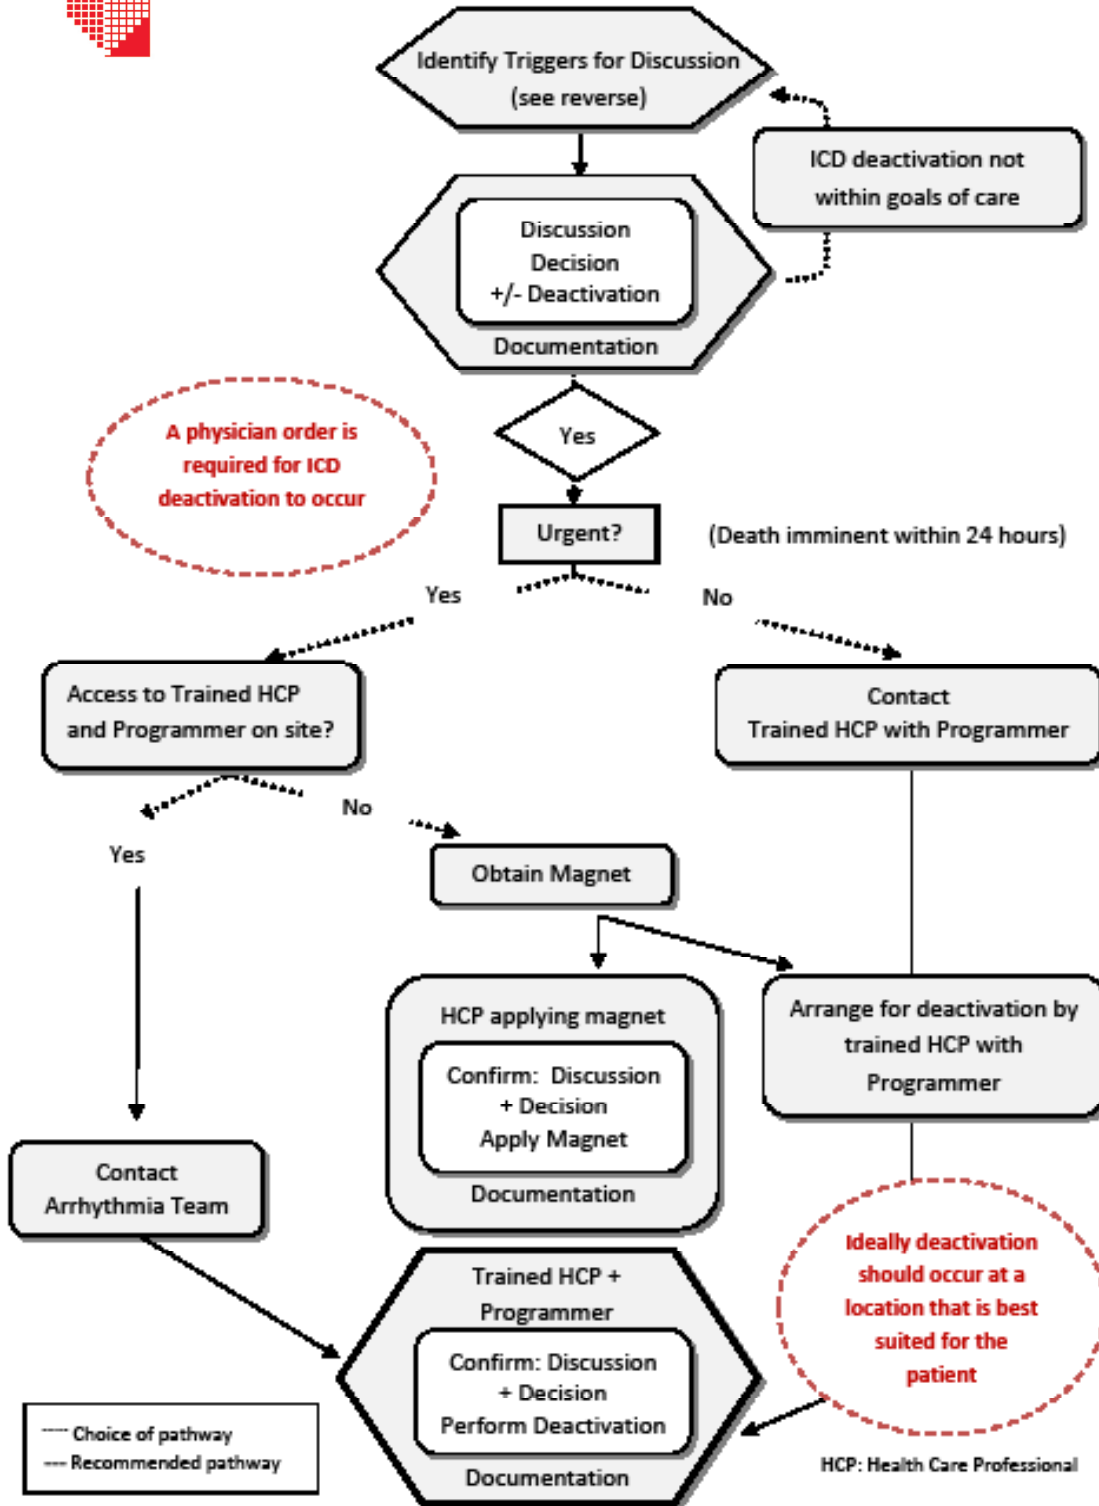 Identify Triggers for Discussion
(see reverse)
ICD deactivation not
within goals of care
Discussion
Decision
+/- Deactivation
Documentation
A physician order is
required for ICD
deactivation to occur
Yes
Urgent?
(Death imminent within 24 hours)
Yes
No
Access to Trained HCP
and Programmer on site?
Contact
Trained HCP with Programmer
No
Yes
Obtain Magnet
HCP applying magnet
Confirm: Discussion
+ Decision
Apply Magnet
Documentation
Arrange for deactivation by
trained HCP with
Programmer
Contact
Arrhythmia Team
Ideally deactivation
should occur at a
location that is best
suited for the
patient
Trained HCP +
Programmer
Confirm: Discussion
+ Decision
Perform Deactivation
Documentation
Choice of pathway
Recommended pathway
HCP: Health Care Professional